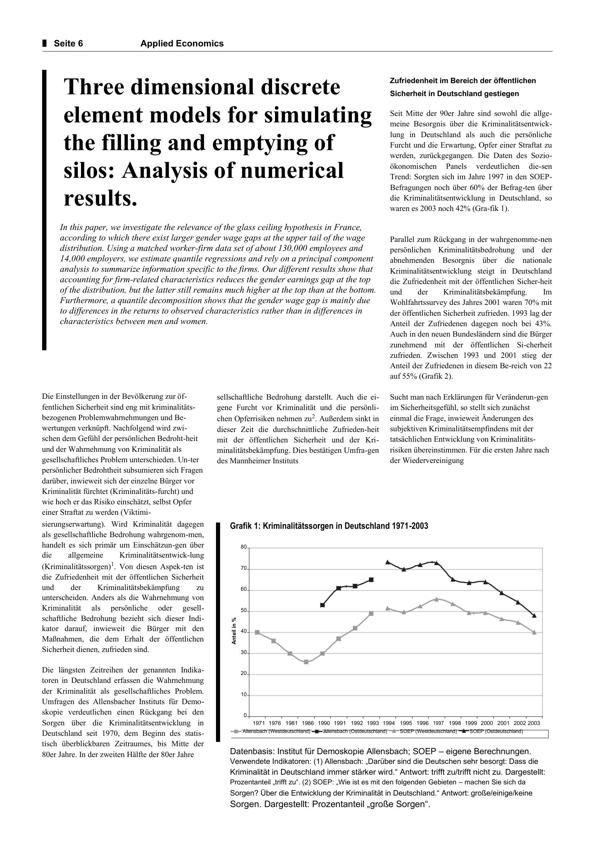 Seite 6 Applied Economics
Three dimensional discrete
element models for simulating
the filling and emptying of
silos: Analysis of numerical
results.
In this paper, we investigate the relevance of the glass ceiling hypothesis in France,
according to which there exist larger gender wage gaps at the upper tail of the wage
distribution. Using a matched worker-firm data set of about 130,000 employees and
14,000 employers, we estimate quantile regressions and rely on a principal component
analysis to summarize information specific to the firms. Our different results show that
accounting for firm-related characteristics reduces the gender earnings gap at the top
of the distribution, but the latter still remains much higher at the top than at the bottom.
Furthermore, a quantile decomposition shows that the gender wage gap is mainly due
to differences in the returns to observed characteristics rather than in differences in
characteristics between men and women.
Zufriedenheit im Bereich der öffentlichen
Sicherheit in Deutschland gestiegen
Seit Mitte der 90er Jahre sind sowohl die allge-
meine Besorgnis über die Kriminalitätsentwick-
lung in Deutschland als auch die persönliche
Furcht und die Erwartung, Opfer einer Straftat zu
werden, zurückgegangen. Die Daten des Sozio-
ökonomischen Panels verdeutlichen die-sen
Trend: Sorgten sich im Jahre 1997 in den SOEP-
Befragungen noch über 60% der Befrag-ten über
die Kriminalitätsentwicklung in Deutschland, so
waren es 2003 noch 42% (Gra-fik 1).
Parallel zum Rückgang in der wahrgenomme-nen
persönlichen Kriminalitätsbedrohung und der
abnehmenden Besorgnis über die nationale
Kriminalitätsentwicklung steigt in Deutschland
die Zufriedenheit mit der öffentlichen Sicher-heit
und der Kriminalitätsbekämpfung. Im
Wohlfahrtssurvey des Jahres 2001 waren 70% mit
der öffentlichen Sicherheit zufrieden. 1993 lag der
Anteil der Zufriedenen dagegen noch bei 43%.
Auch in den neuen Bundesländern sind die Bürger
zunehmend mit der öffentlichen Si-cherheit
zufrieden. Zwischen 1993 und 2001 stieg der
Anteil der Zufriedenen in diesem Be-reich von 22
auf 55% (Grafik 2).
Die Einstellungen in der Bevölkerung zur öf-
fentlichen Sicherheit sind eng mit kriminalitäts-
bezogenen Problemwahrnehmungen und Be-
wertungen verknüpft. Nachfolgend wird zwi-
schen dem Gefühl der persönlichen Bedroht-heit
und der Wahrnehmung von Kriminalität als
gesellschaftliches Problem unterschieden. Un-ter
persönlicher Bedrohtheit subsumieren sich Fragen
darüber, inwieweit sich der einzelne Bürger vor
Kriminalität fürchtet (Kriminalitäts-furcht) und
wie hoch er das Risiko einschätzt, selbst Opfer
einer Straftat zu werden (Viktimi-
sierungserwartung). Wird Kriminalität dagegen
als gesellschaftliche Bedrohung wahrgenom-men,
handelt es sich primär um Einschätzun-gen über
die allgemeine Kriminalitätsentwick-lung
(Kriminalitätssorgen)1. Von diesen Aspek-ten ist
die Zufriedenheit mit der öffentlichen Sicherheit
und der Kriminalitätsbekämpfung zu
unterscheiden. Anders als die Wahrnehmung von
Kriminalität als persönliche oder gesell-
schaftliche Bedrohung bezieht sich dieser Indi-
kator darauf, inwieweit die Bürger mit den
Maßnahmen, die dem Erhalt der öffentlichen
Sicherheit dienen, zufrieden sind.
Die längsten Zeitreihen der genannten Indika-
toren in Deutschland erfassen die Wahrnehmung
der Kriminalität als gesellschaftliches Problem.
Umfragen des Allensbacher Instituts für Demo-
skopie verdeutlichen einen Rückgang bei den
Sorgen über die Kriminalitätsentwicklung in
Deutschland seit 1970, dem Beginn des statis-
tisch überblickbaren Zeitraumes, bis Mitte der
80er Jahre. In der zweiten Hälfte der 80er Jahre
sellschaftliche Bedrohung darstellt. Auch die ei-
gene Furcht vor Kriminalität und die persönli-
chen Opferrisiken nehmen zu2. Außerdem sinkt in
dieser Zeit die durchschnittliche Zufrieden-heit
mit der öffentlichen Sicherheit und der Kri-
minalitätsbekämpfung. Dies bestätigen Umfra-gen
des Mannheimer Instituts
Sucht man nach Erklärungen für Veränderun-gen
im Sicherheitsgefühl, so stellt sich zunächst
einmal die Frage, inwieweit Änderungen des
subjektiven Kriminalitätsempfindens mit der
tatsächlichen Entwicklung von Kriminalitäts-
risiken übereinstimmen. Für die ersten Jahre nach
der Wiedervereinigung
Grafik 1: Kriminalitätssorgen in Deutschland 1971-2003
Anteil in %
80
70
60
50
40
30
20
10
0
1971 1976 1981 1986 1990 1991 1992 1993 1994 1995 1996 1997 1998 1999 2000 2001 2002 2003
Allensbach (Westdeutschland) Allensbach (Ostdeutschland) SOEP (Westdeutschland) SOEP (Ostdeutschland)
Datenbasis: Institut für Demoskopie Allensbach; SOEP – eigene Berechnungen.
Verwendete Indikatoren: (1) Allensbach: „Darüber sind die Deutschen sehr besorgt: Dass die
Kriminalität in Deutschland immer stärker wird.“ Antwort: trifft zu/trifft nicht zu. Dargestellt:
Prozentanteil „trifft zu“. (2) SOEP: „Wie ist es mit den folgenden Gebieten – machen Sie sich da
Sorgen? Über die Entwicklung der Kriminalität in Deutschland.“ Antwort: große/einige/keine
Sorgen. Dargestellt: Prozentanteil „große Sorgen“.